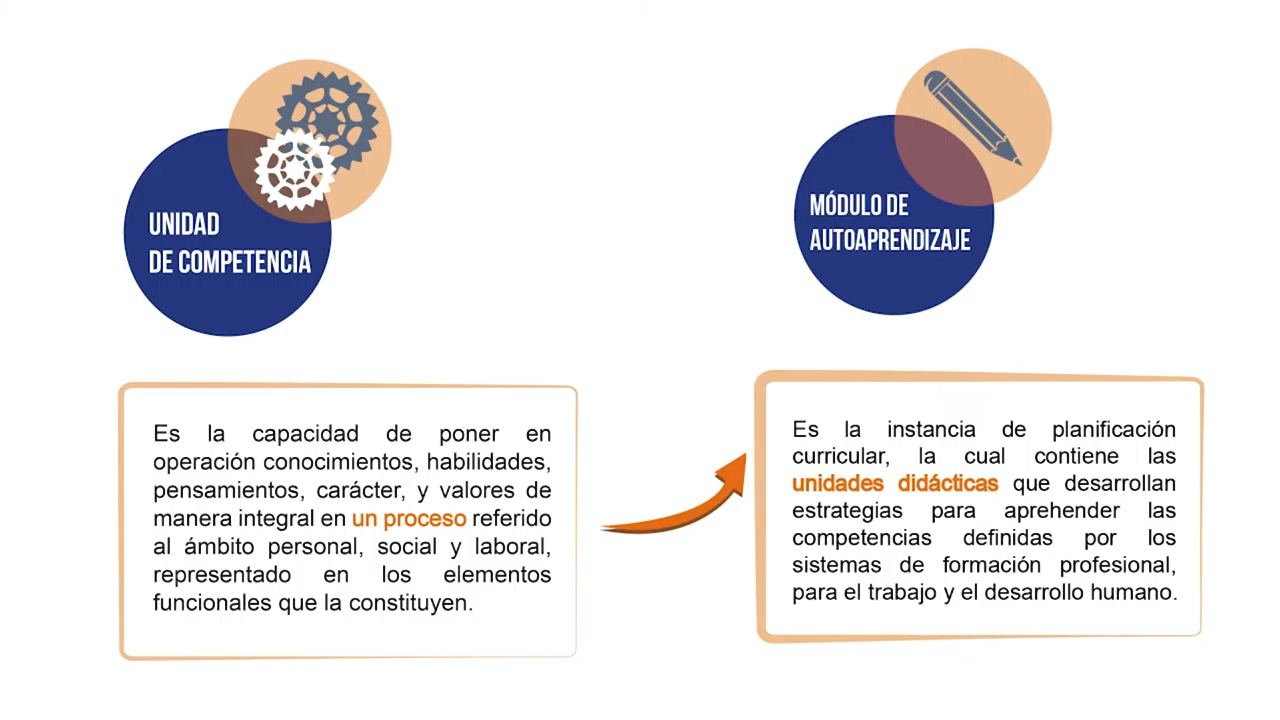 UNIDAD
DE COMPETENCIA
MÓDULO DE
AUTOAPRENDIZAJE
Es la capacidad de poner en
operación conocimientos, habilidades,
pensamientos, carácter, y valores de
manera integral en un proceso referido
al ámbito personal, social y laboral,
representado en los elementos
funcionales que la constituyen.
Es la instancia de planificación
curricular, la cual contiene las
unidades didácticas que desarrollan
estrategias para aprehender las
competencias definidas por los
sistemas de formación profesional,
para el trabajo y el desarrollo humano.